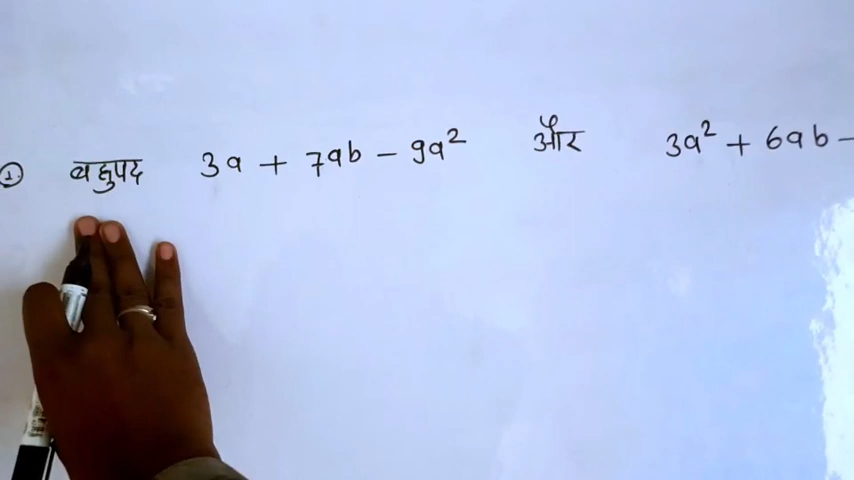 ① बहुपद 3a + 7ab - 9a² और 3a² + 6ab -